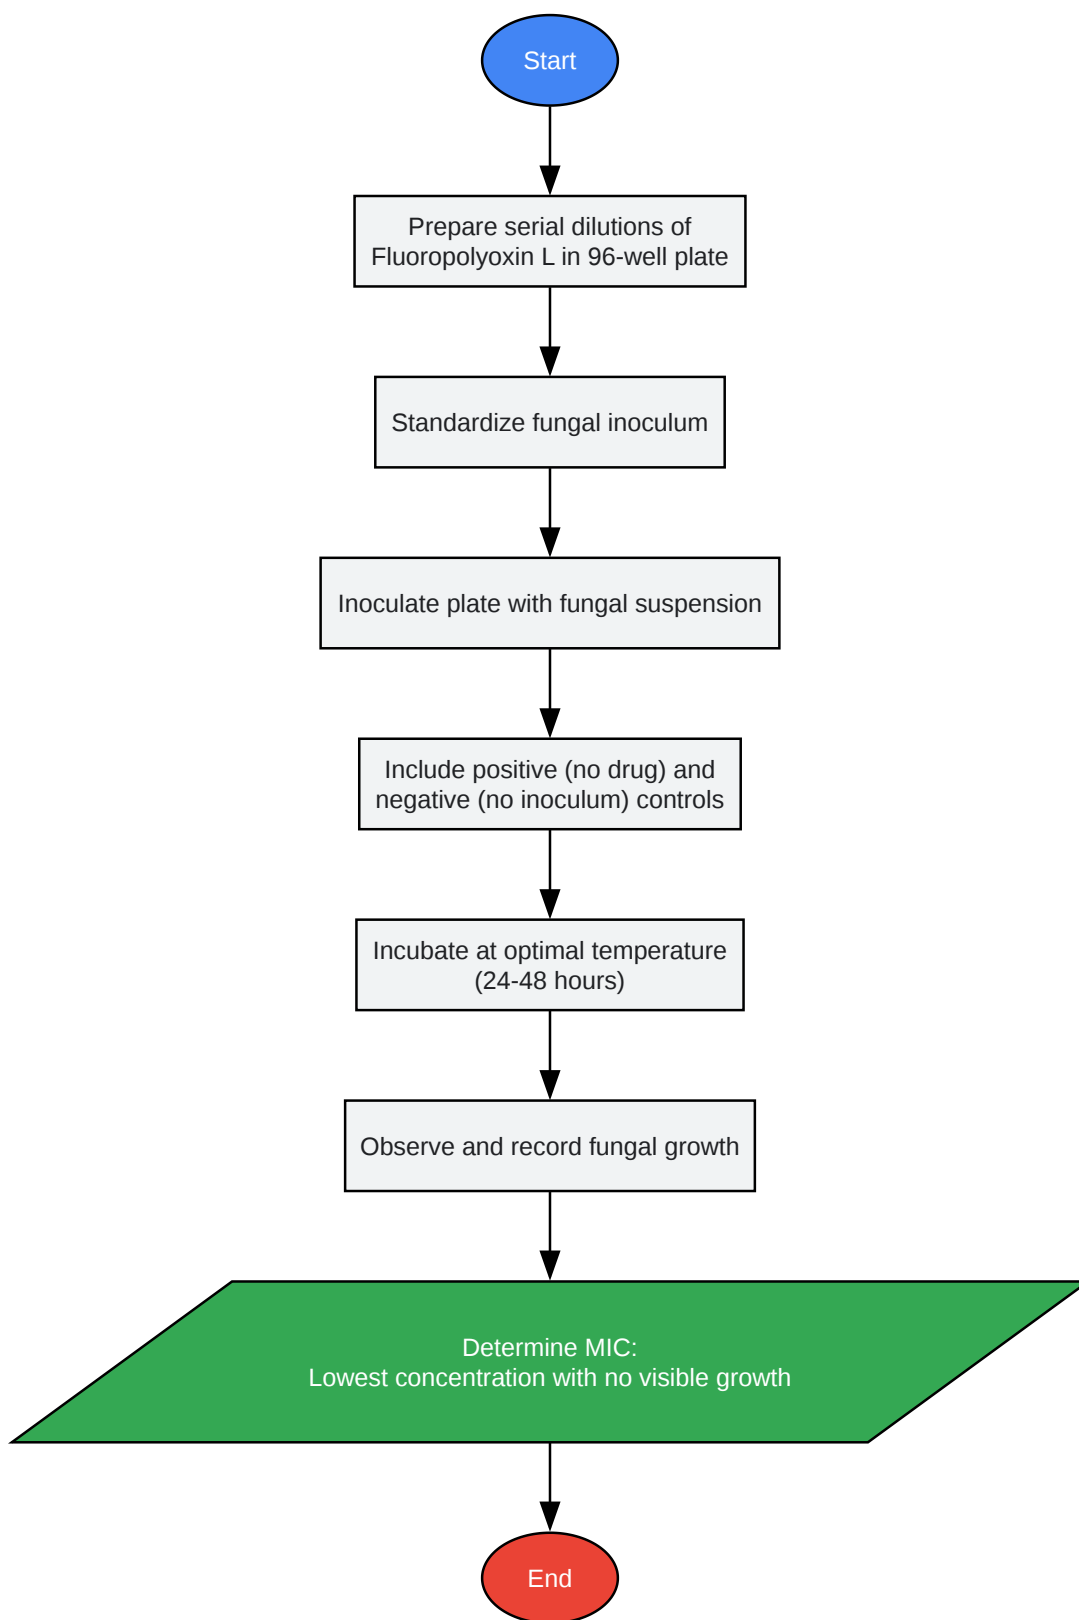 Start
Prepare serial dilutions of
Fluoropolyoxin L in 96-well plate
Standardize fungal inoculum
Inoculate plate with fungal suspension
Include positive (no drug) and
negative (no inoculum) controls
Incubate at optimal temperature
(24-48 hours)
Observe and record fungal growth
Determine MIC:
Lowest concentration with no visible growth
End